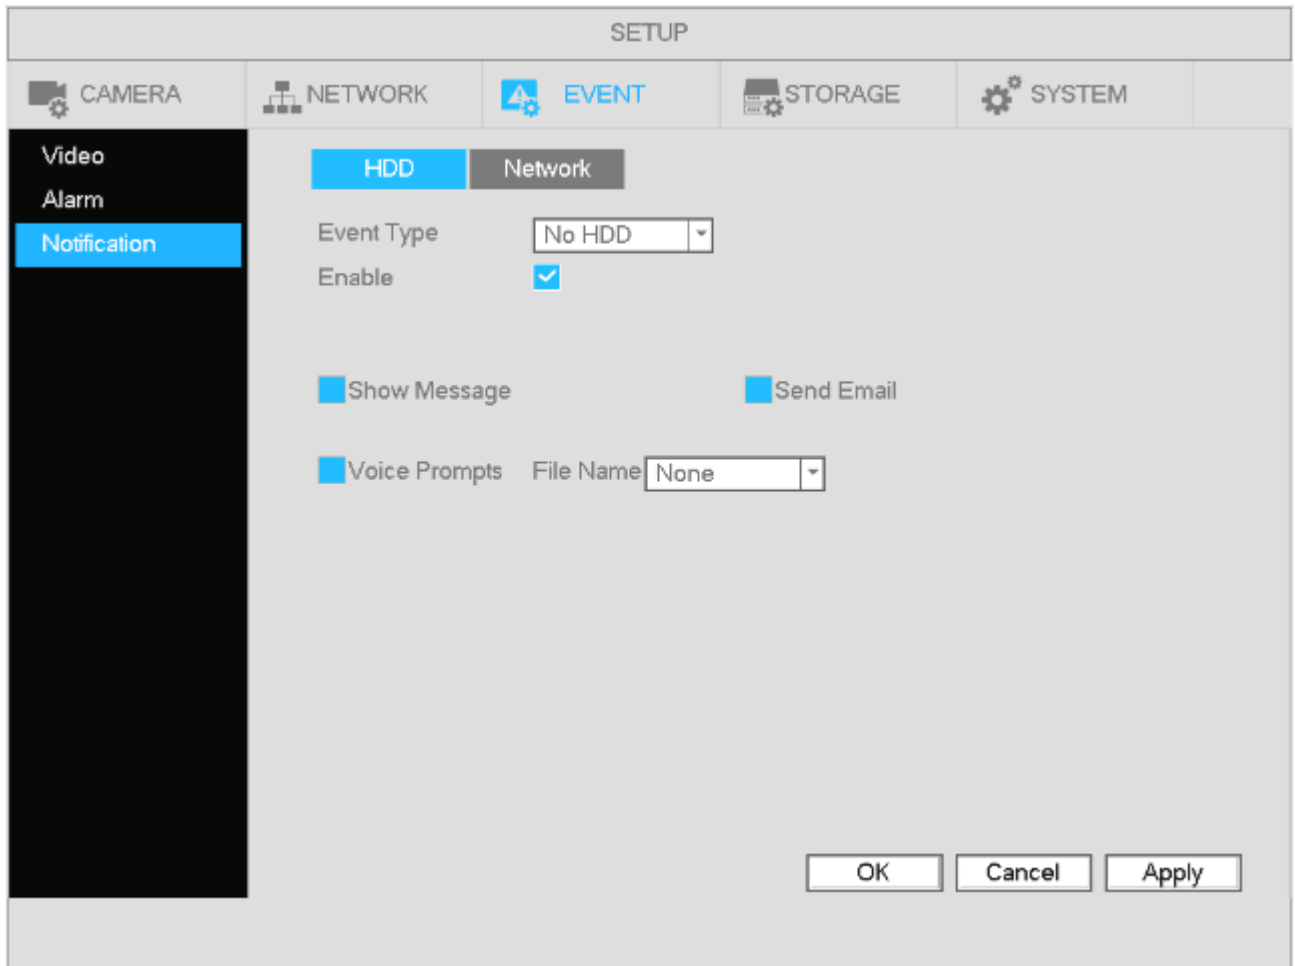 SETUP
CAMERA NETWORK EVENT STORAGE SYSTEM
Video
Alarm
Notification
HDD Network
Event Type No HDD
Enable
Show Message Send Email
Voice Prompts File Name None
OK Cancel Apply